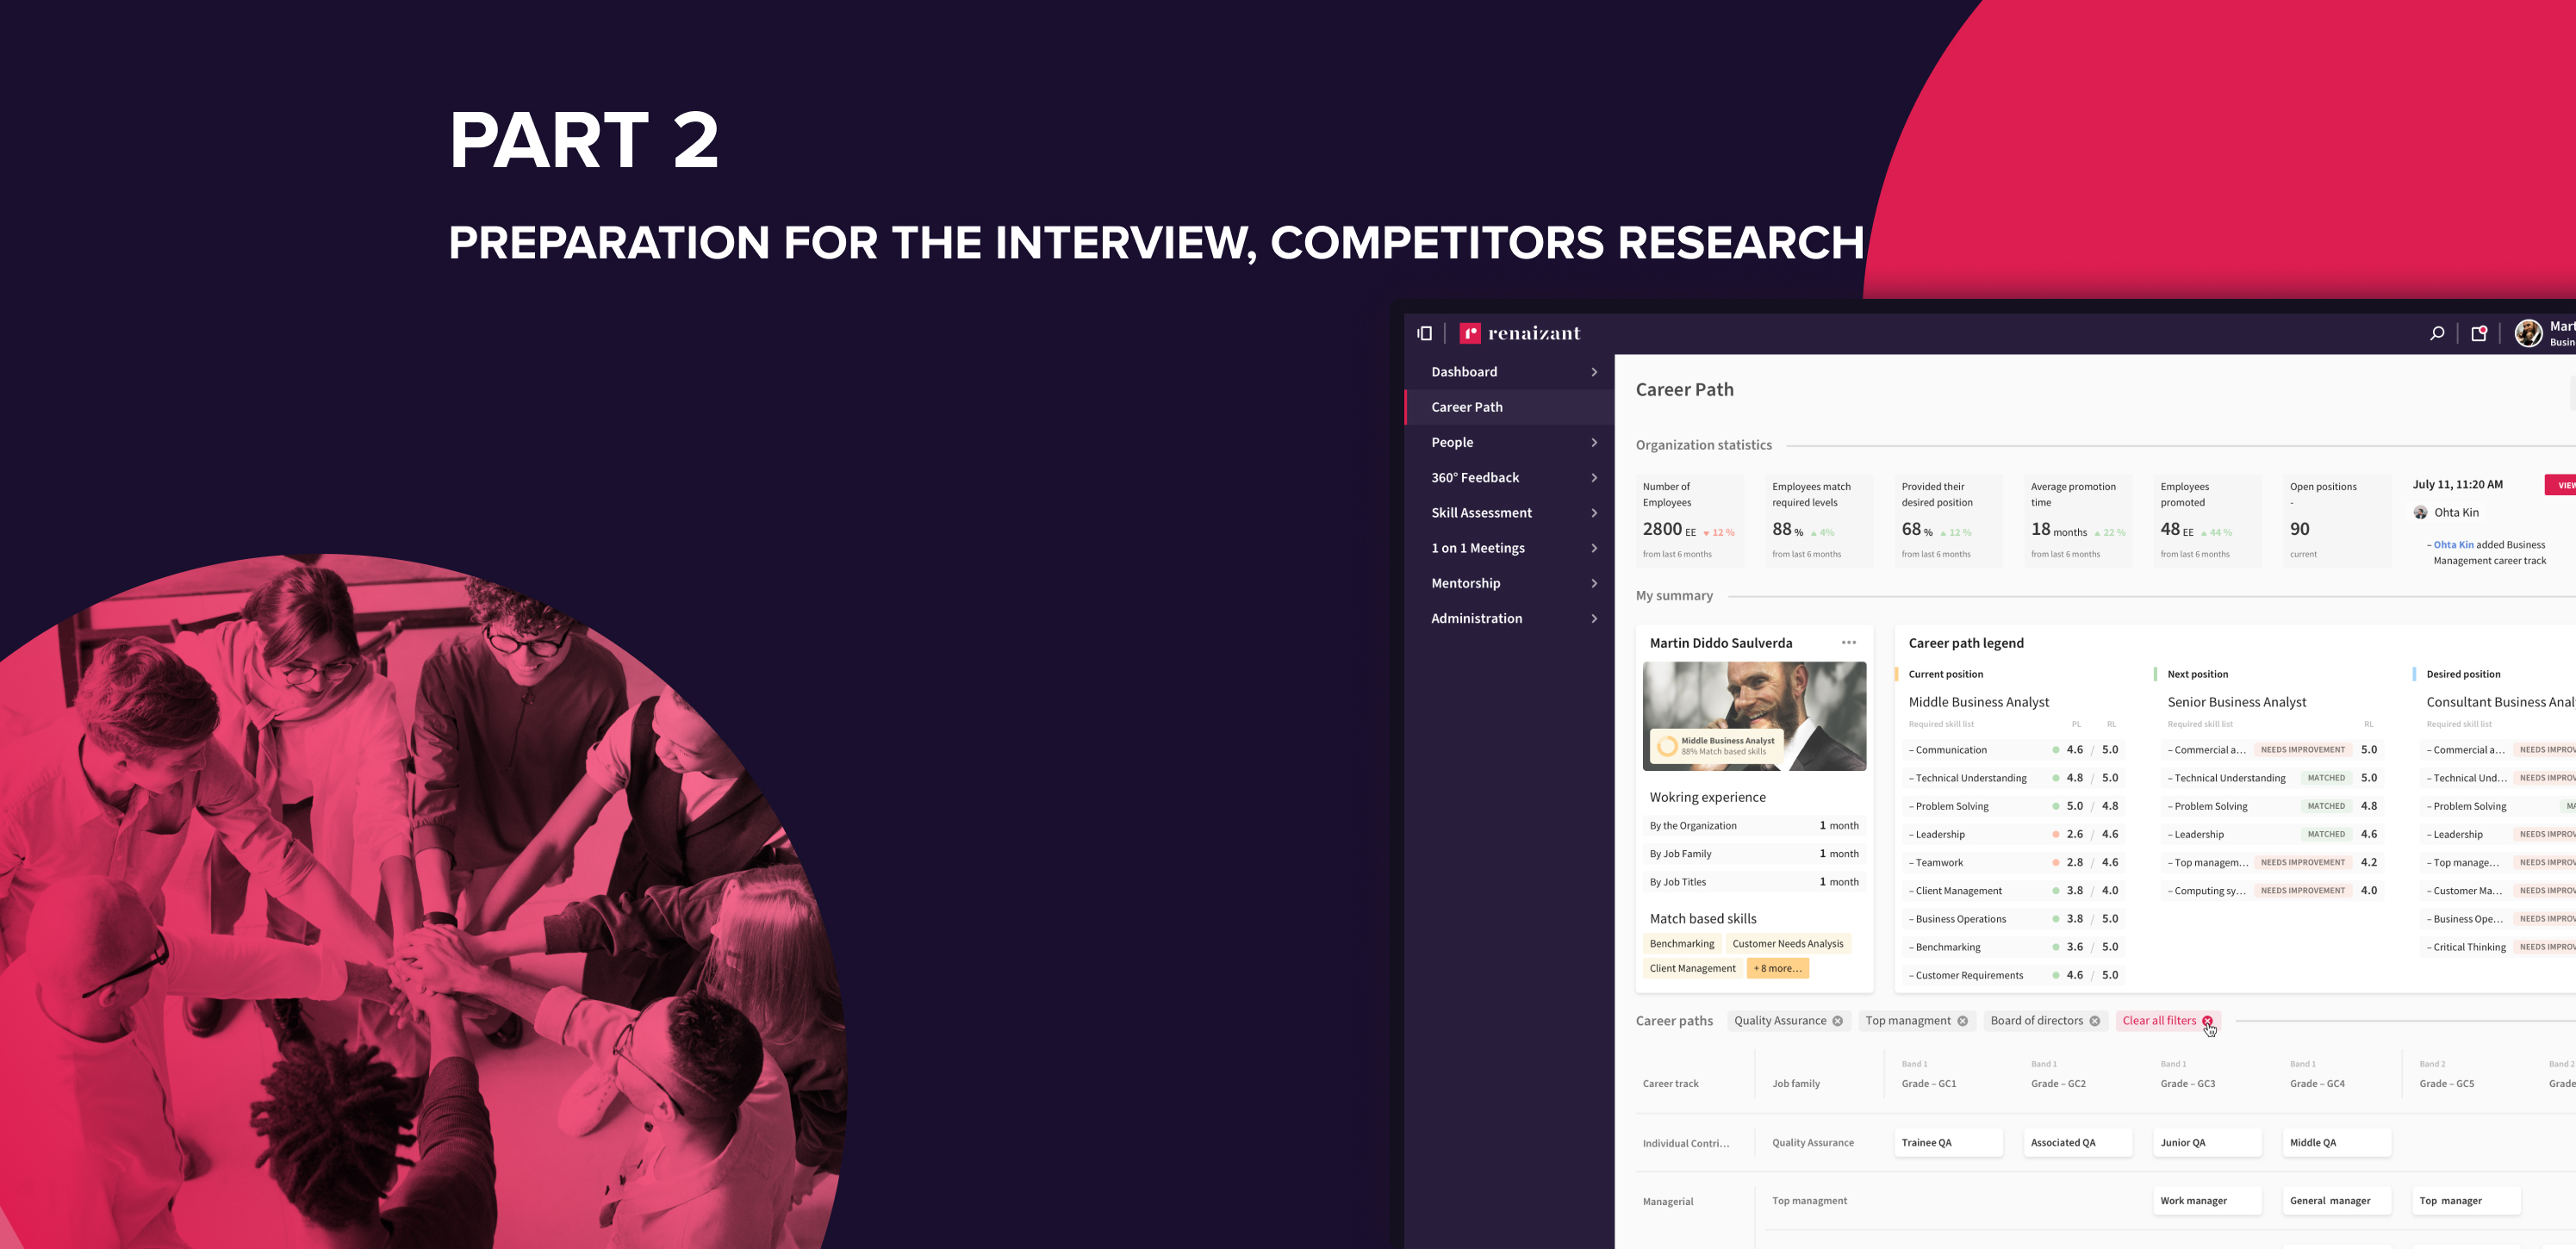 PART 2
PREPARATION FOR THE INTERVIEW, COMPETITORS RESEARCH
renaizant
Mart
Busin
Dashboard
Career Path
People
360° Feedback
Skill Assessment
1 on 1 Meetings
Mentorship
Administration
Career Path
Organization statistics
Number of
Employees
2800 EE 12 %
from last 6 months
Employees match
required levels
88 % 4%
from last 6 months
Provided their
desired position
68 % 12 %
from last 6 months
Average promotion
time
18 months 22 %
from last 6 months
Employees
promoted
48 EE 44 %
from last 6 months
Open positions
-
90
current
July 11, 11:20 AM
VIEW
Ohta Kin
– Ohta Kin added Business
Management career track
My summary
Martin Diddo Saulverda
Middle Business Analyst
88% Match based skills
Wokring experience
By the Organization 1 month
By Job Family 1 month
By Job Titles 1 month
Match based skills
Benchmarking Customer Needs Analysis
Client Management + 8 more...
Career path legend
Current position
Middle Business Analyst
Required skill list PL RL
– Communication 4.6 / 5.0
– Technical Understanding 4.8 / 5.0
– Problem Solving 5.0 / 4.8
– Leadership 2.6 / 4.6
– Teamwork 2.8 / 4.6
– Client Management 3.8 / 4.0
– Business Operations 3.8 / 5.0
– Benchmarking 3.6 / 5.0
– Customer Requirements 4.6 / 5.0
Next position
Senior Business Analyst
Required skill list RL
– Commercial a... NEEDS IMPROVEMENT 5.0
– Technical Understanding MATCHED 5.0
– Problem Solving MATCHED 4.8
– Leadership MATCHED 4.6
– Top managem... NEEDS IMPROVEMENT 4.2
– Computing sy... NEEDS IMPROVEMENT 4.0
Desired position
Consultant Business Anal
Required skill list
– Commercial a... NEEDS IMPROV
– Technical Und... NEEDS IMPROV
– Problem Solving MA
– Leadership NEEDS IMPROV
– Top manage... NEEDS IMPROV
– Customer Ma... NEEDS IMPROV
– Business Ope... NEEDS IMPROV
– Critical Thinking NEEDS IMPROV
Career paths Quality Assurance Top managment Board of directors Clear all filters
Band 1 Band 1 Band 1 Band 1 Band 2 Band 2
Career track Job family Grade – GC1 Grade – GC2 Grade – GC3 Grade – GC4 Grade – GC5 Grade
Individual Contri... Quality Assurance Trainee QA Associated QA Junior QA Middle QA
Managerial Top managment Work manager General manager Top manager